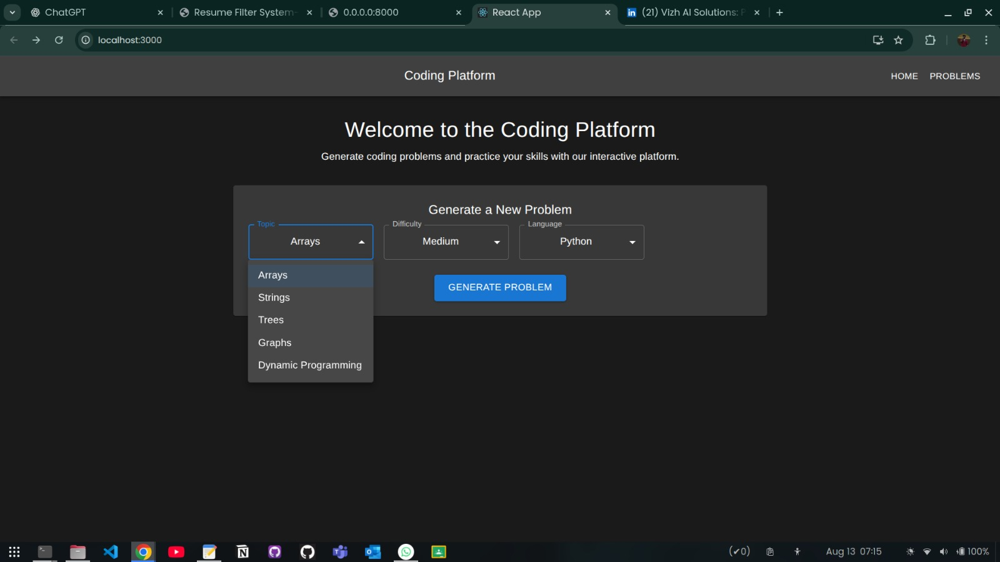 ChatGPT
Resume Filter System-
0.0.0.0:8000
React App
(21) Vizh AI Solutions: P
localhost:3000
Coding Platform
HOME PROBLEMS
Welcome to the Coding Platform
Generate coding problems and practice your skills with our interactive platform.
Generate a New Problem
Topic Difficulty Language
Arrays Medium Python
Arrays
GENERATE PROBLEM
Strings
Trees
Graphs
Dynamic Programming
(✔0) Aug 13 07:15 100%